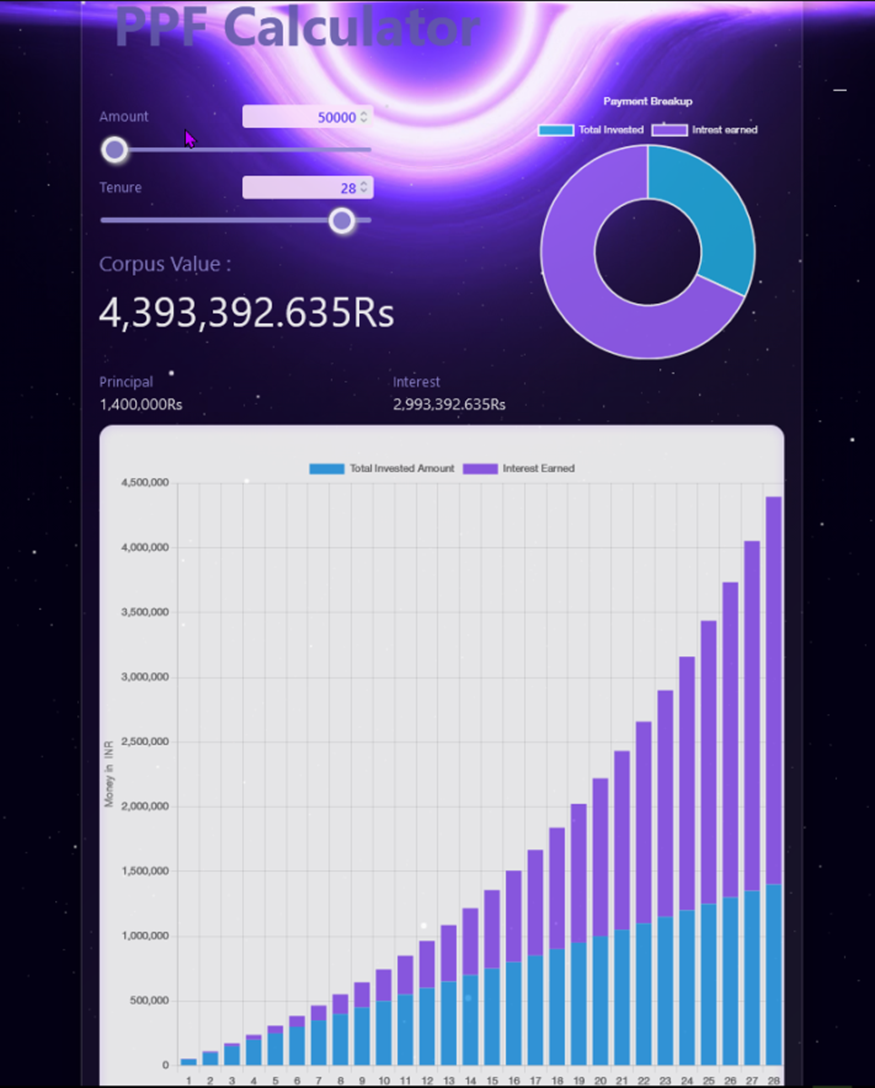 PPF Calculator
Amount
50000
Tenure
28
Corpus Value :
4,393,392.635Rs
Principal
1,400,000Rs
Interest
2,993,392.635Rs
Payment Breakup
Total Invested Intrest earned
Total Invested Amount Interest Earned
4,500,000
4,000,000
3,500,000
3,000,000
2,500,000
2,000,000
1,500,000
1,000,000
500,000
0
Money in INR
1 2 3 4 5 6 7 8 9 10 11 12 13 14 15 16 17 18 19 20 21 22 23 24 25 26 27 28